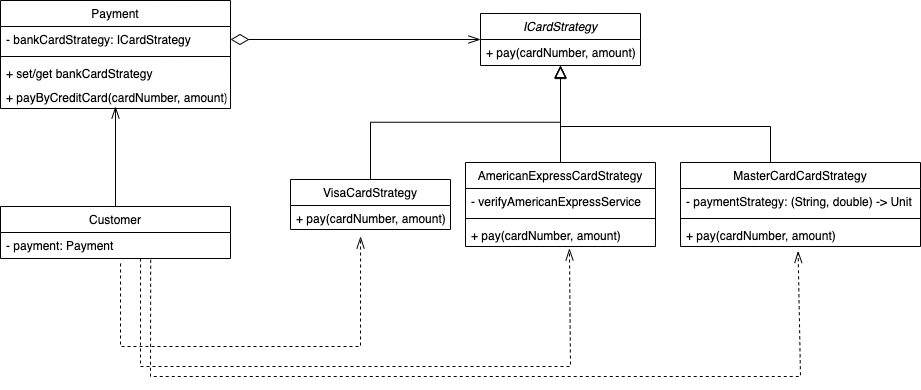 Payment
- bankCardStrategy: ICardStrategy
+ set/get bankCardStrategy
+ payByCreditCard(cardNumber, amount)
ICardStrategy
+ pay(cardNumber, amount)
VisaCardStrategy
+ pay(cardNumber, amount)
AmericanExpressCardStrategy
- verifyAmericanExpressService
+ pay(cardNumber, amount)
MasterCardCardStrategy
- paymentStrategy: (String, double) -> Unit
+ pay(cardNumber, amount)
Customer
- payment: Payment